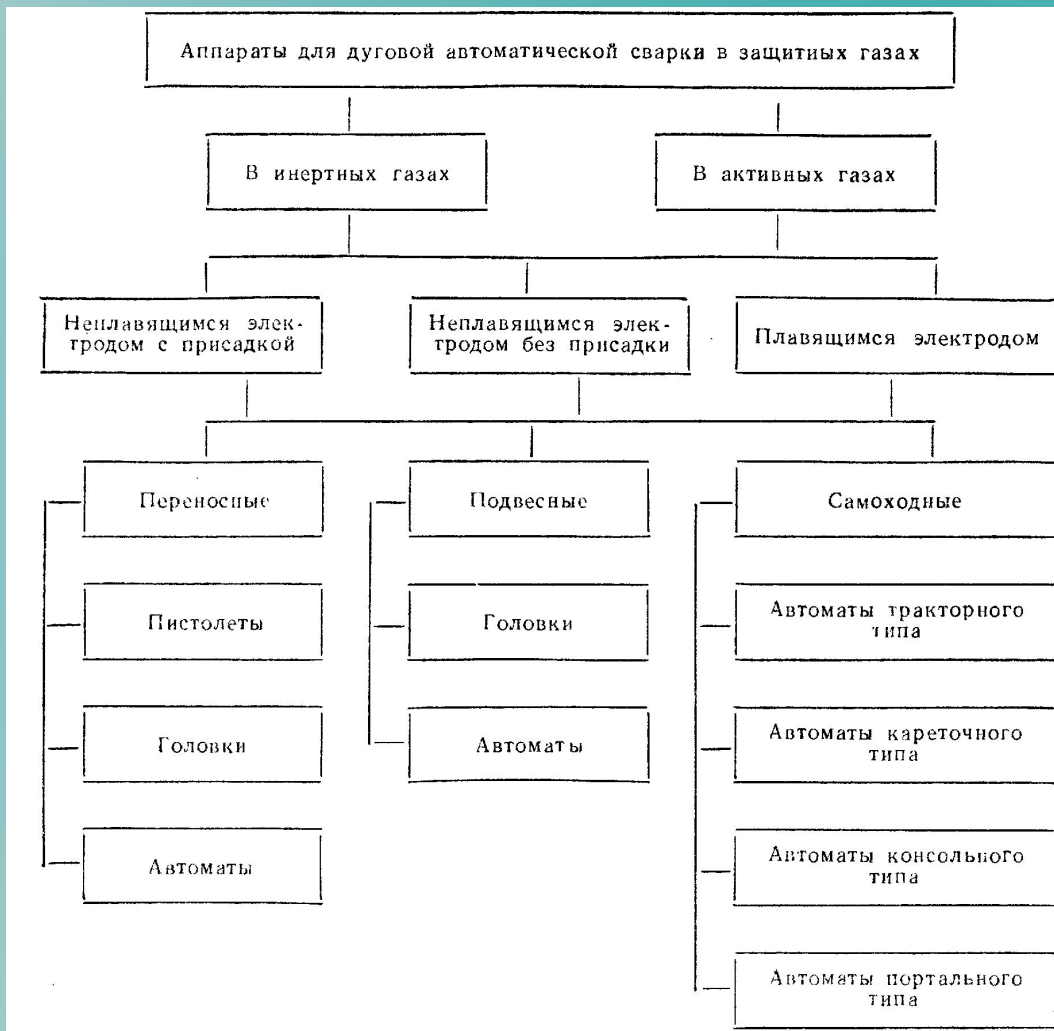 Аппараты для дуговой автоматической сварки в защитных газах
В инертных газах
В активных газах
Неплавящимся элек-
тродом с присадкой
Неплавящимся элек-
тродом без присадки
Плавящимся электродом
Переносные
Подвесные
Самоходные
Пистолеты
Головки
Автоматы тракторного
типа
Головки
Автоматы
Автоматы кареточного
типа
Автоматы
Автоматы консольного
типа
Автоматы портального
типа